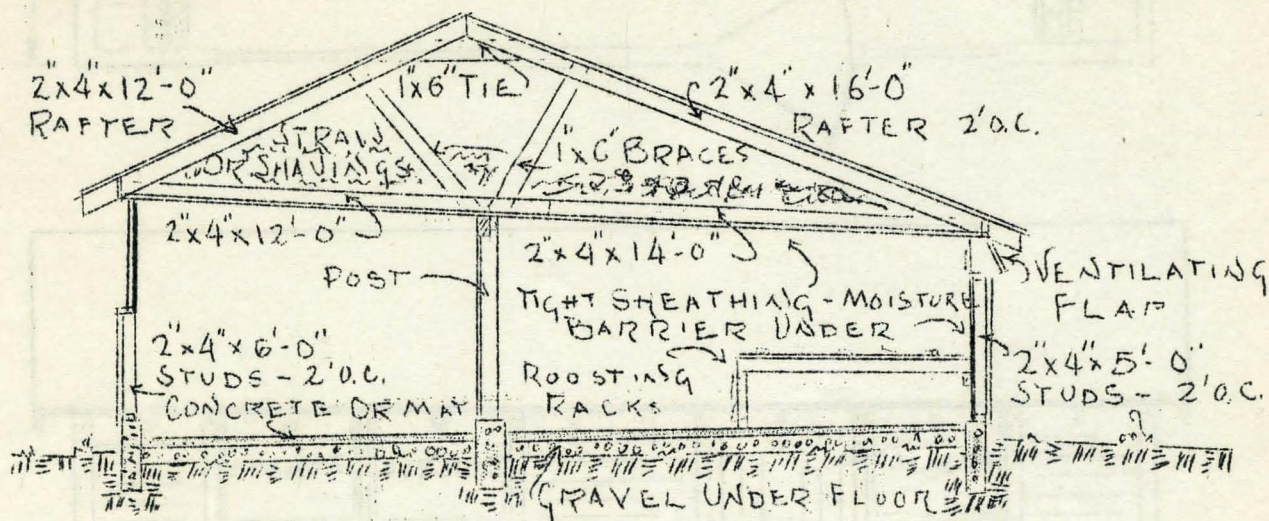 2"x4"x12'-0"
RAFTER
1"x6" TIE
2"x4" x 16'-0"
RAFTER 2'O.C.
STRAW
OR SHAVINGS
1"x6" BRACES
2"x4"x12'-0"
2"x4"x14'-0"
POST
TIGHT SHEATHING - MOISTURE
BARRIER UNDER
VENTILATING
FLAP
2"x4"x6'-0"
STUDS - 2'O.C.
CONCRETE OR MAT
ROOSTING
RACKS
2"x4"x5'-0"
STUDS - 2'O.C.
GRAVEL UNDER FLOOR